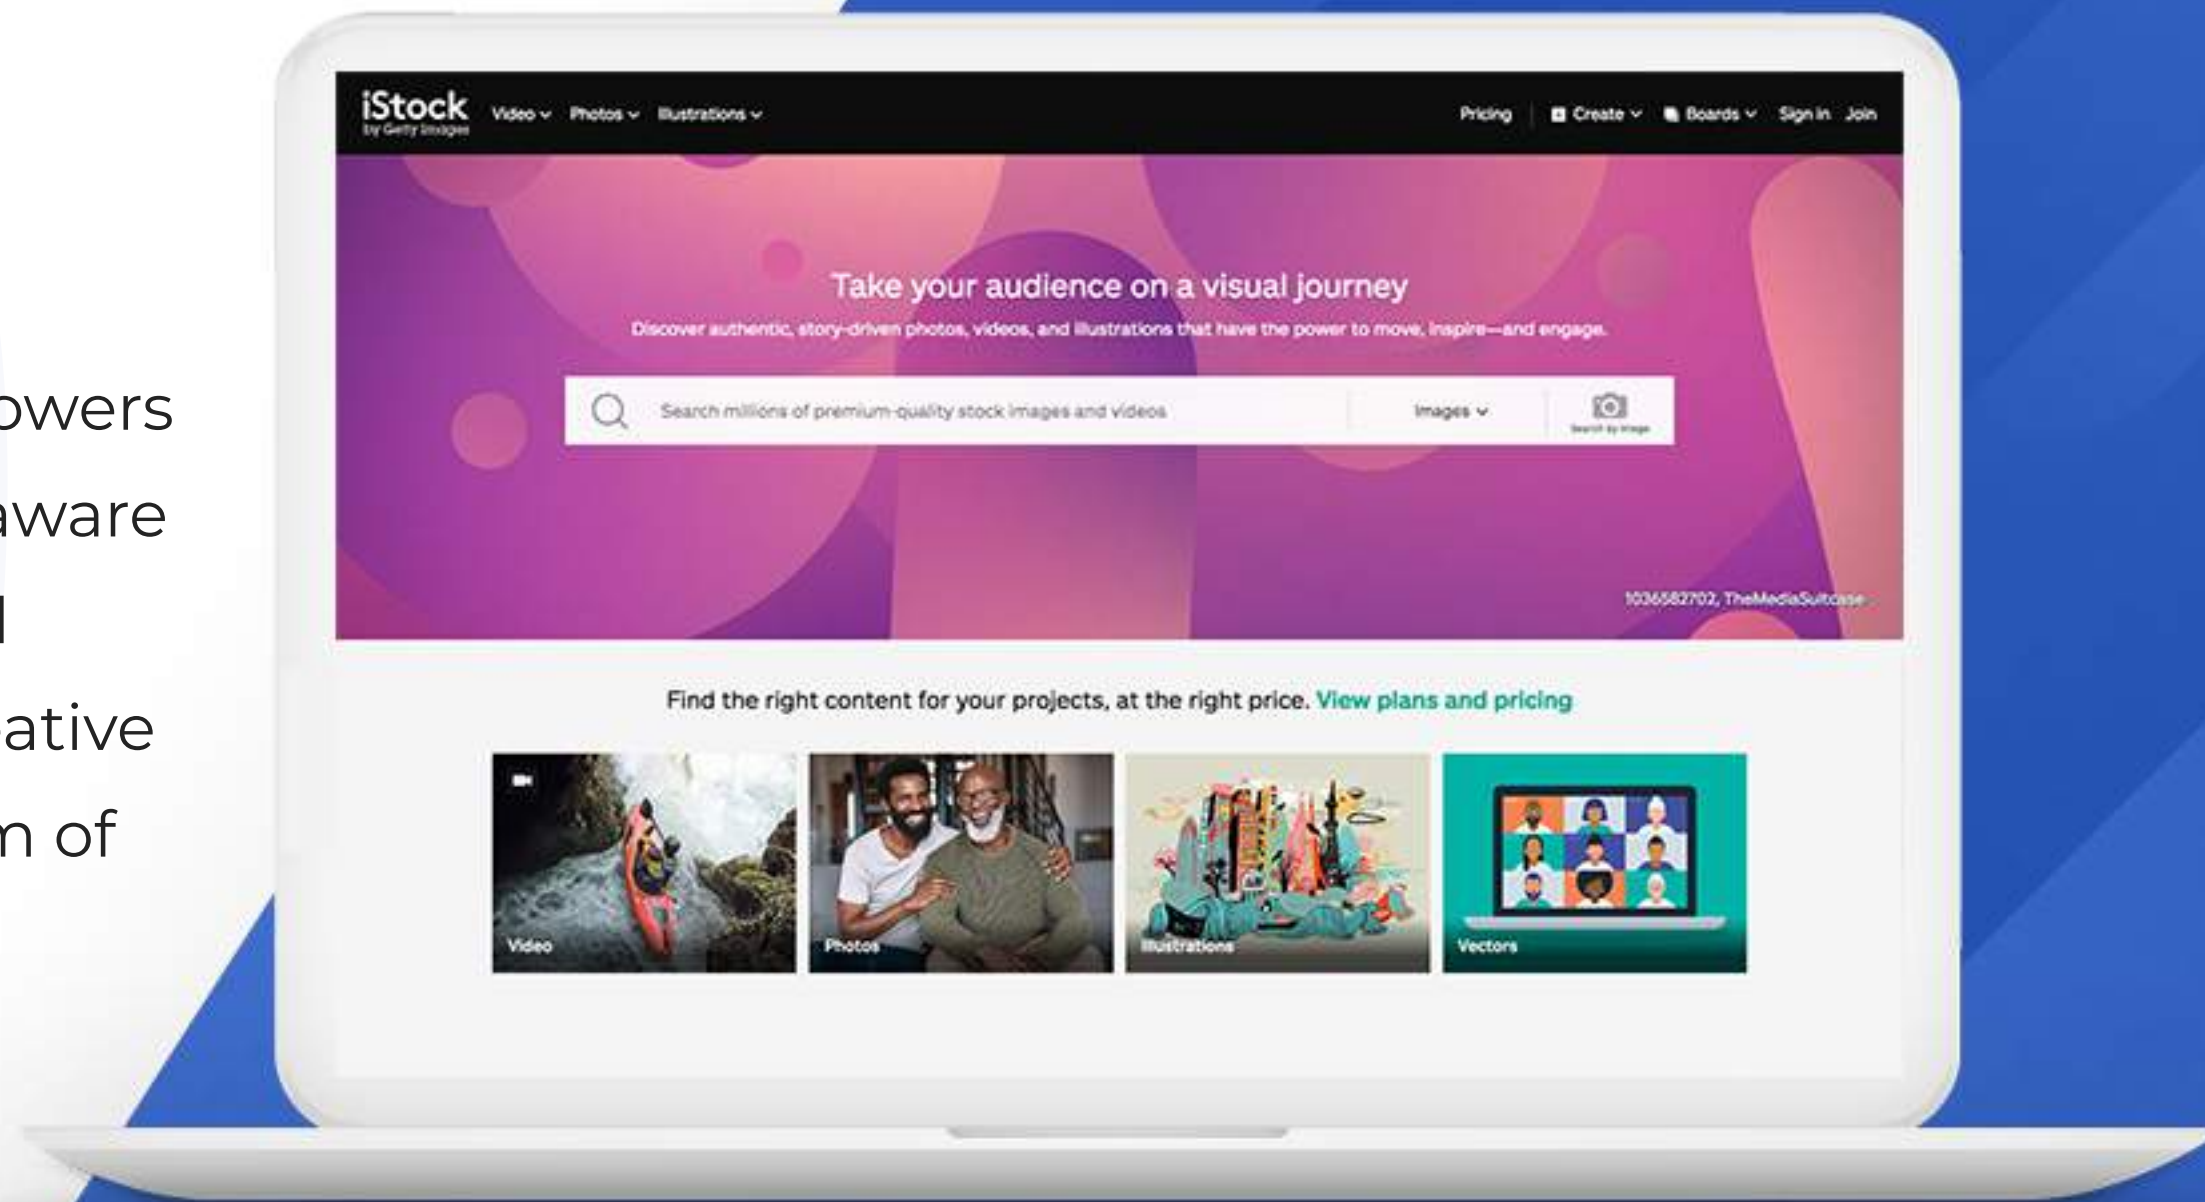 owers
aware
ative
m of
iStock
by Getty Images
Video
Photos
Illustrations
Pricing
Create
Boards
Sign in
Join
Take your audience on a visual journey
Discover authentic, story-driven photos, videos, and illustrations that have the power to move, inspire—and engage.
Search millions of premium-quality stock images and videos
Images
Search by image
1036582702, TheMediaSuitcase
Find the right content for your projects, at the right price. View plans and pricing
Video
Photos
Illustrations
Vectors